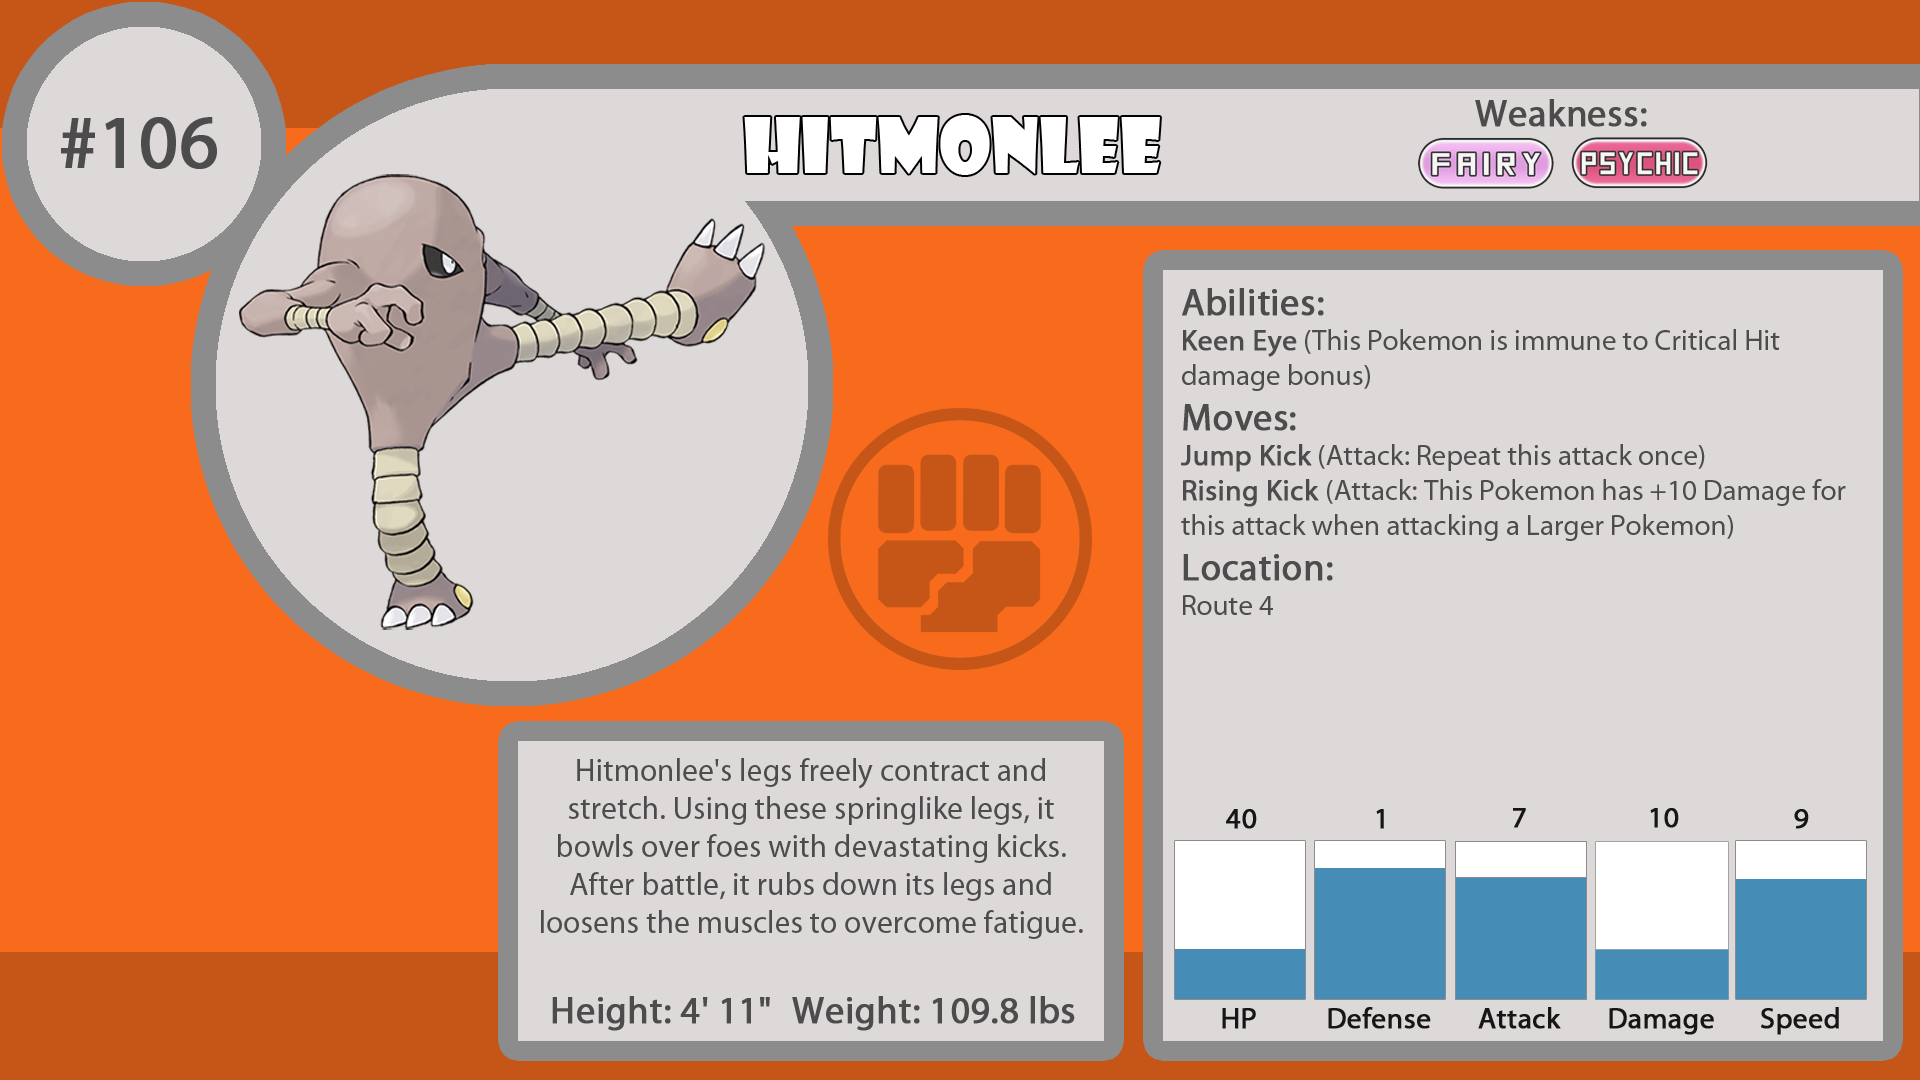 #106
HITMONLEE
Weakness:
FAIRY PSYCHIC
Abilities:
Keen Eye (This Pokemon is immune to Critical Hit
damage bonus)
Moves:
Jump Kick (Attack: Repeat this attack once)
Rising Kick (Attack: This Pokemon has +10 Damage for
this attack when attacking a Larger Pokemon)
Location:
Route 4
Hitmonlee's legs freely contract and
stretch. Using these springlike legs, it
bowls over foes with devastating kicks.
After battle, it rubs down its legs and
loosens the muscles to overcome fatigue.
Height: 4' 11" Weight: 109.8 lbs
40 1 7 10 9
HP Defense Attack Damage Speed